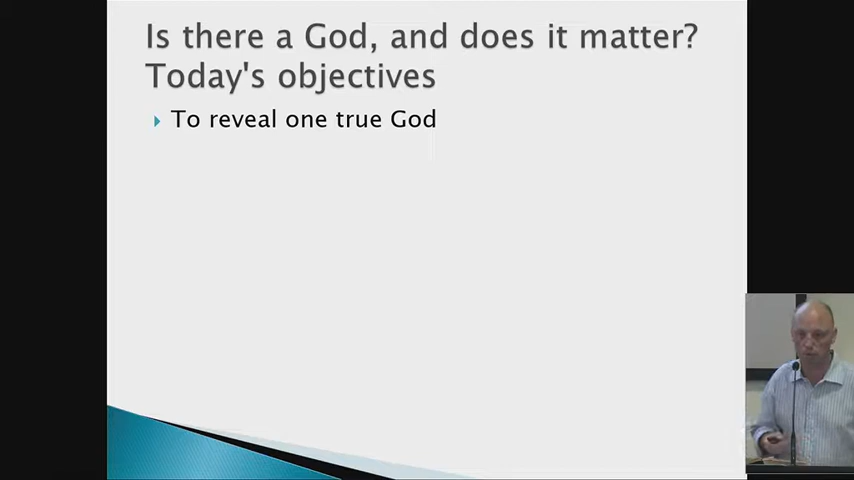 Is there a God, and does it matter?
Today's objectives
To reveal one true God